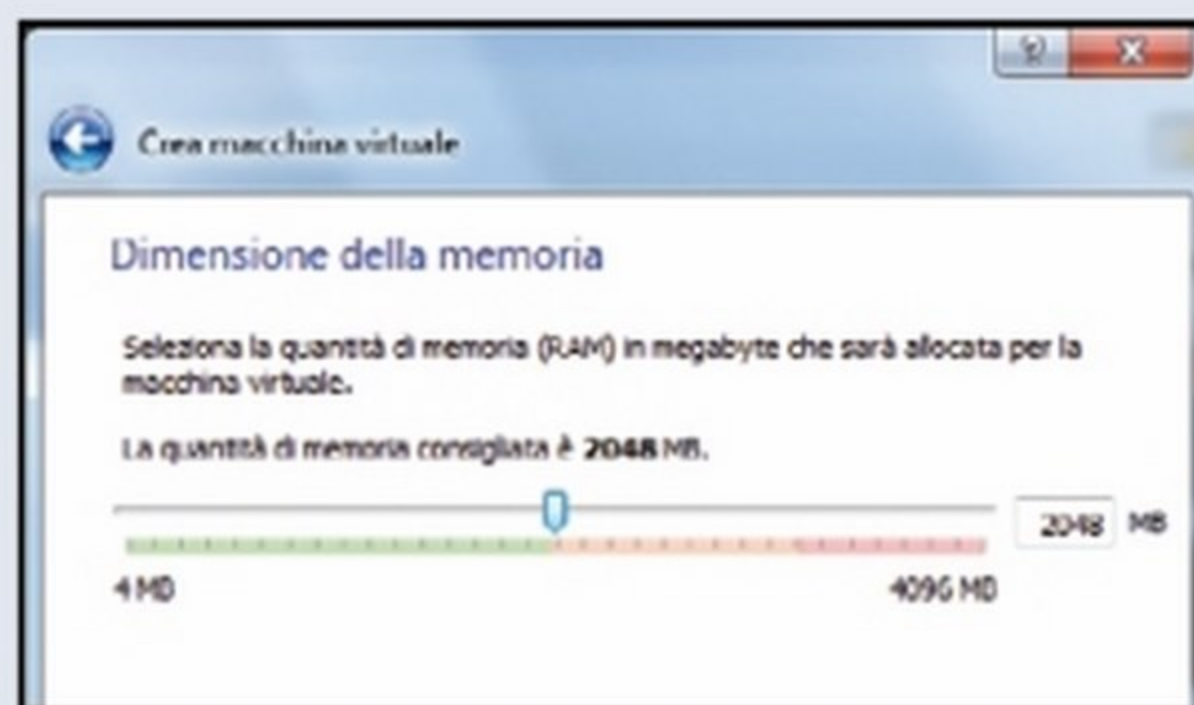 Crea macchina virtuale
Dimensione della memoria
Seleziona la quantità di memoria (RAM) in megabyte che sarà allocata per la
macchina virtuale.
La quantità di memoria consigliata è 2048 MB.
2048 MB
4 MB 4096 MB